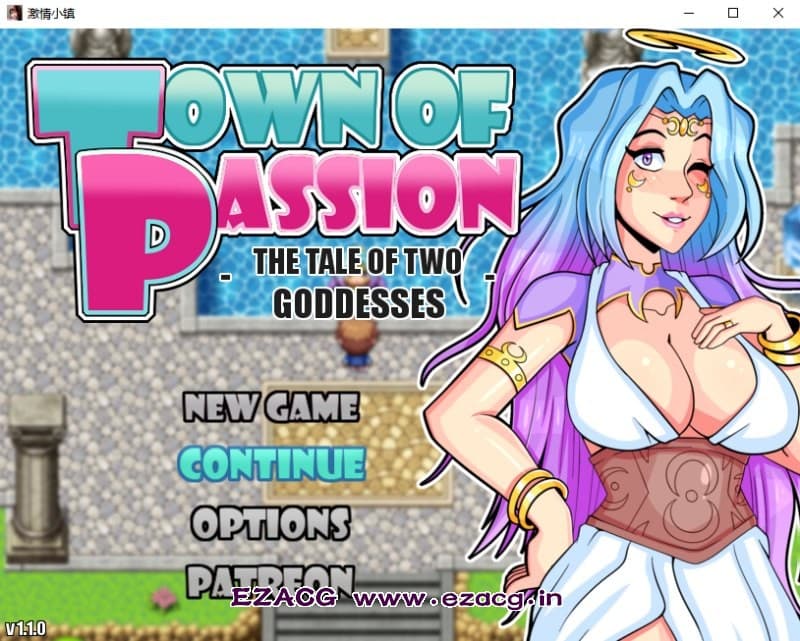 激情小镇
TOWN OF
PASSION
- THE TALE OF TWO -
GODDESSES
NEW GAME
CONTINUE
OPTIONS
PATREON
EZACG www.ezacg.in
v1.1.0